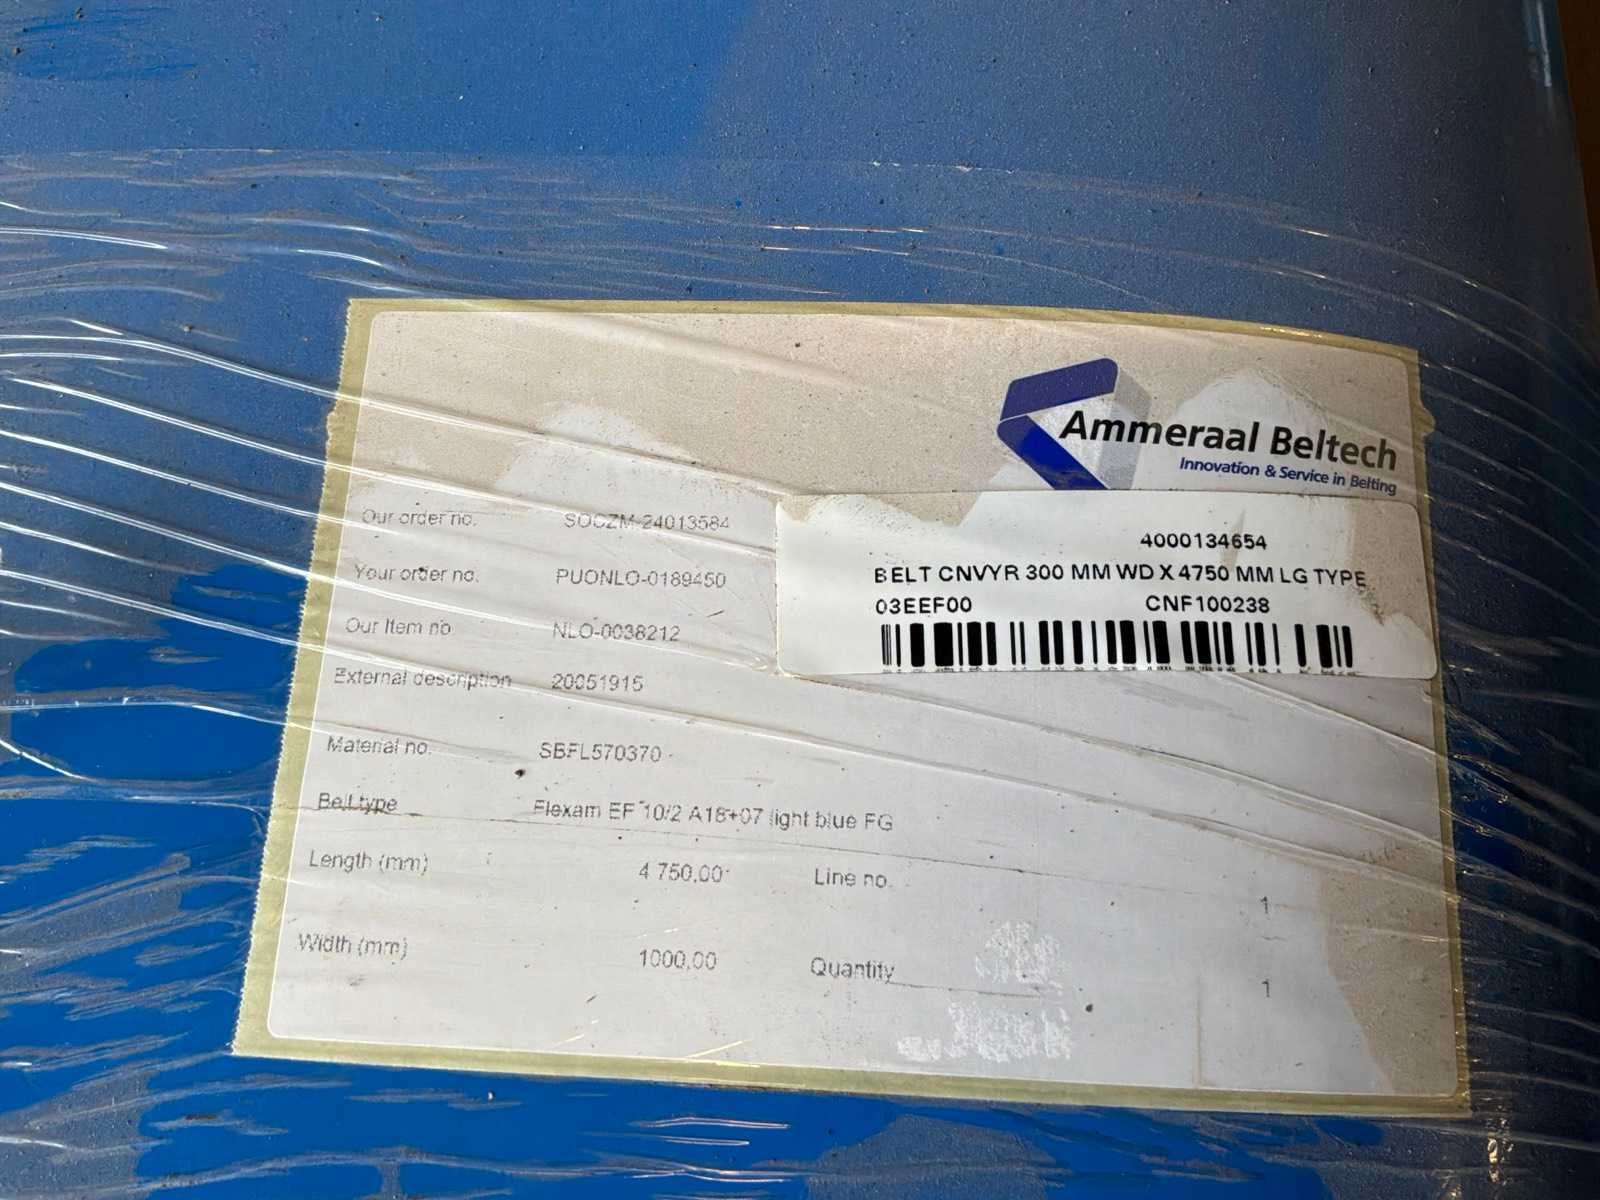 Ammeraal Beltech
Innovation & Service in Belting
Our order no. SOCZM-24013584
4000134654
Your order no. PUONLO-0189450
BELT CNVYR 300 MM WD X 4750 MM LG TYPE
03EEF00 CNF100238
Our Item no. NLO-0038212
External description 20051915
Material no. SBFL570370
Belt type Flexam EF 10/2 A18+07 light blue FG
Length (mm) 4 750,00 Line no. 1
Width (mm) 1000,00 Quantity 1